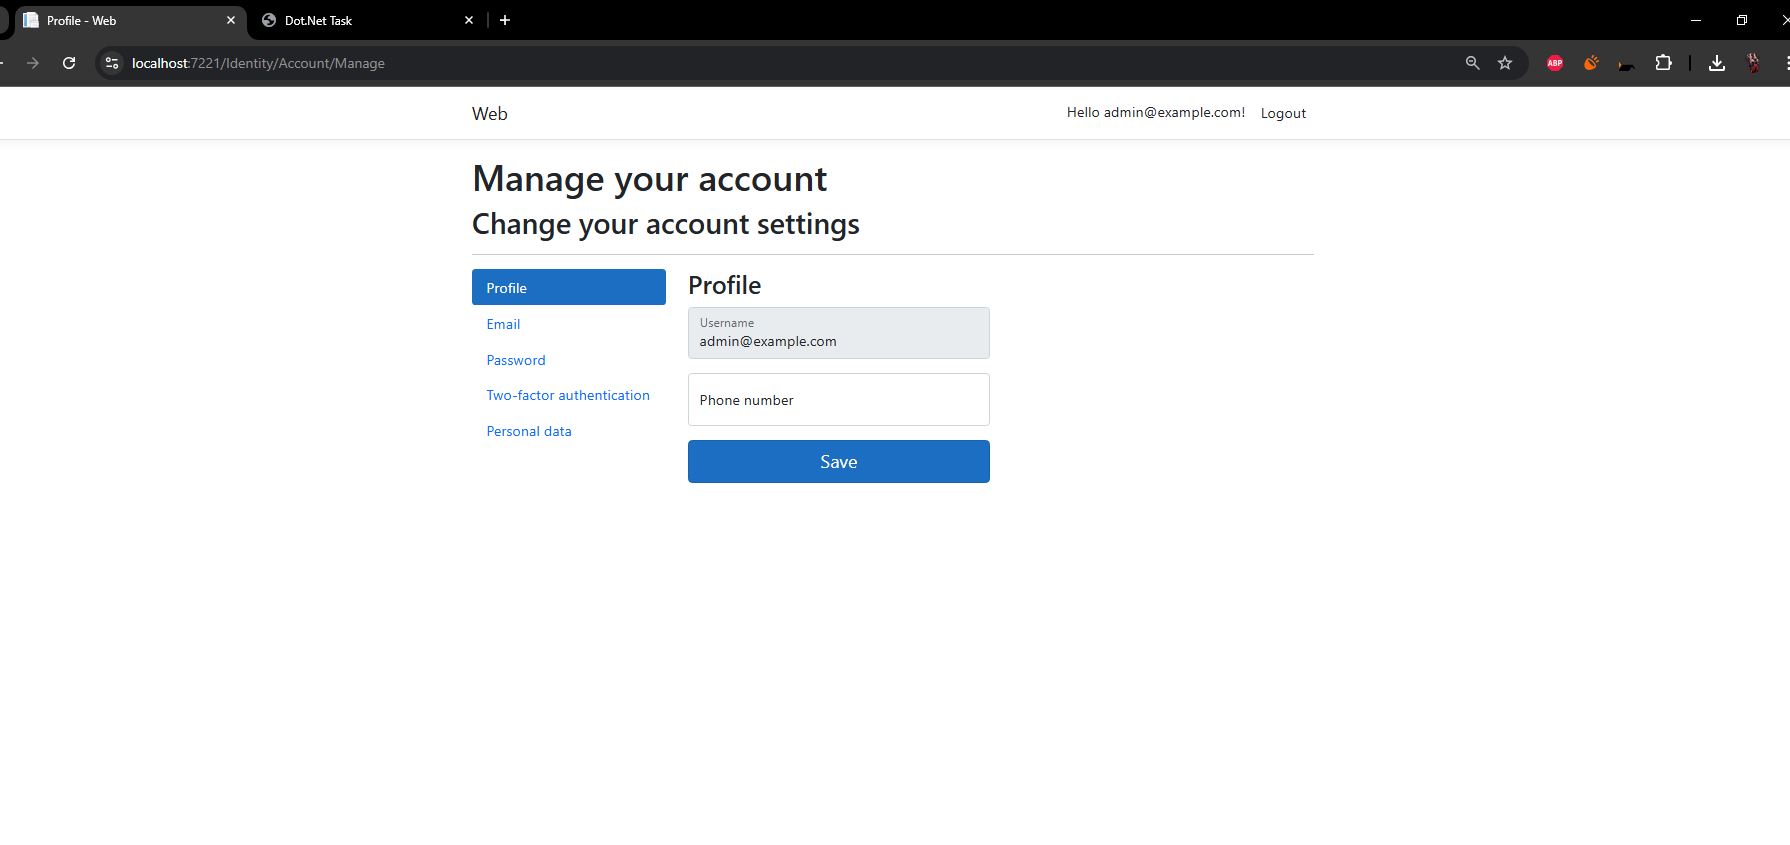 Profile - Web
Dot.Net Task
localhost:7221/Identity/Account/Manage
ABP
Web
Hello admin@example.com!
Logout
Manage your account
Change your account settings
Profile
Email
Password
Two-factor authentication
Personal data
Profile
Username
admin@example.com
Phone number
Save